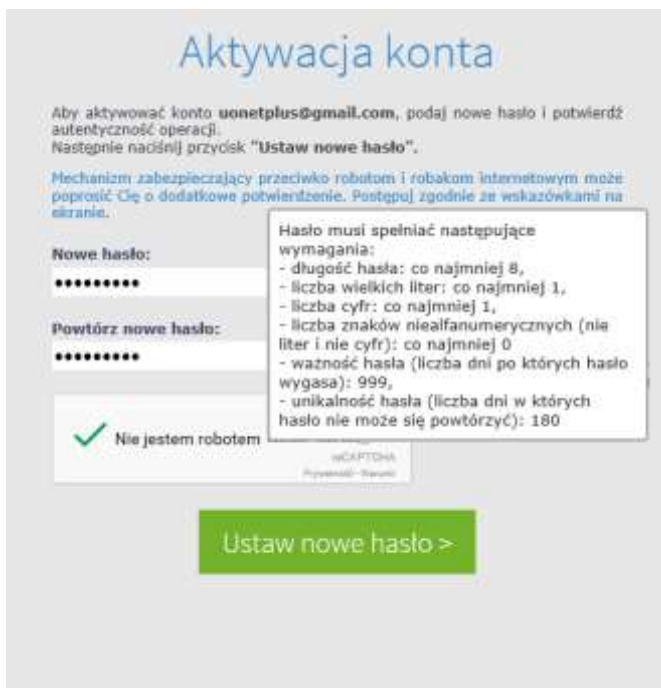 Aktywacja konta
Aby aktywować konto uonetplus@gmail.com, podaj nowe hasło i potwierdź
autentyczność operacji.
Następnie naciśnij przycisk "Ustaw nowe hasło".
Mechanizm zabezpieczający przeciwko robotom i robakom internetowym może
poprosić Cię o dodatkowe potwierdzenie. Postępuj zgodnie ze wskazówkami na
ekranie.
Nowe hasło:
•••••••••
Powtórz nowe hasło:
•••••••••
Hasło musi spełniać następujące
wymagania:
- długość hasła: co najmniej 8,
- liczba wielkich liter: co najmniej 1,
- liczba cyfr: co najmniej 1,
- liczba znaków niealfanumerycznych (nie
liter i nie cyfr): co najmniej 0
- ważność hasła (liczba dni po których hasło
wygasa): 999,
- unikalność hasła (liczba dni w których
hasło nie może się powtórzyć): 180
Nie jestem robotem
reCAPTCHA
Prywatność - Warunki
Ustaw nowe hasło >